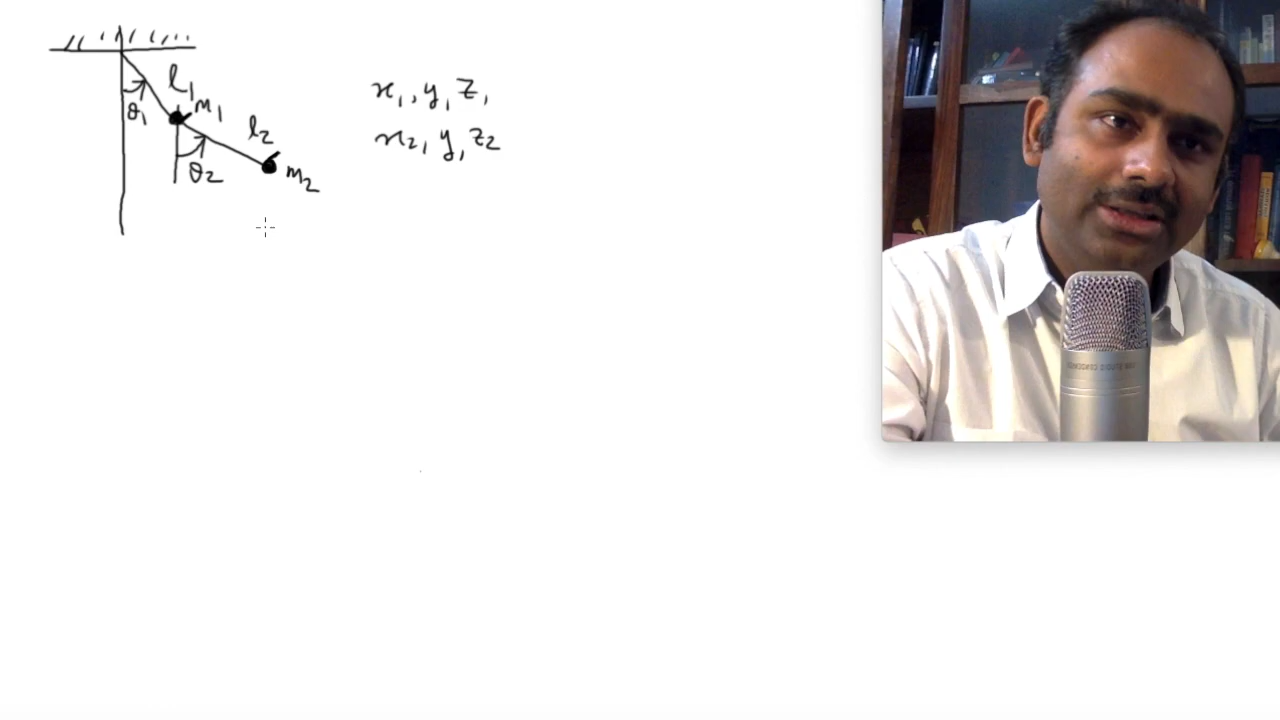 l₁
m₁
θ₁
l₂
θ₂
m₂
x₁, y₁ z₁
x₂, y, z₂